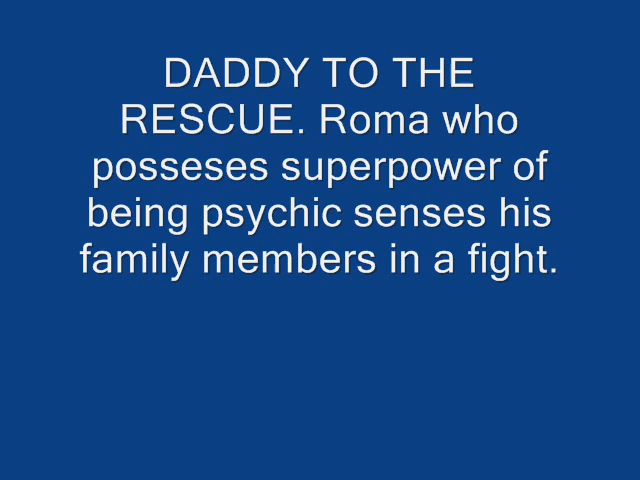 DADDY TO THE
RESCUE. Roma who
posseses superpower of
being psychic senses his
family members in a fight.